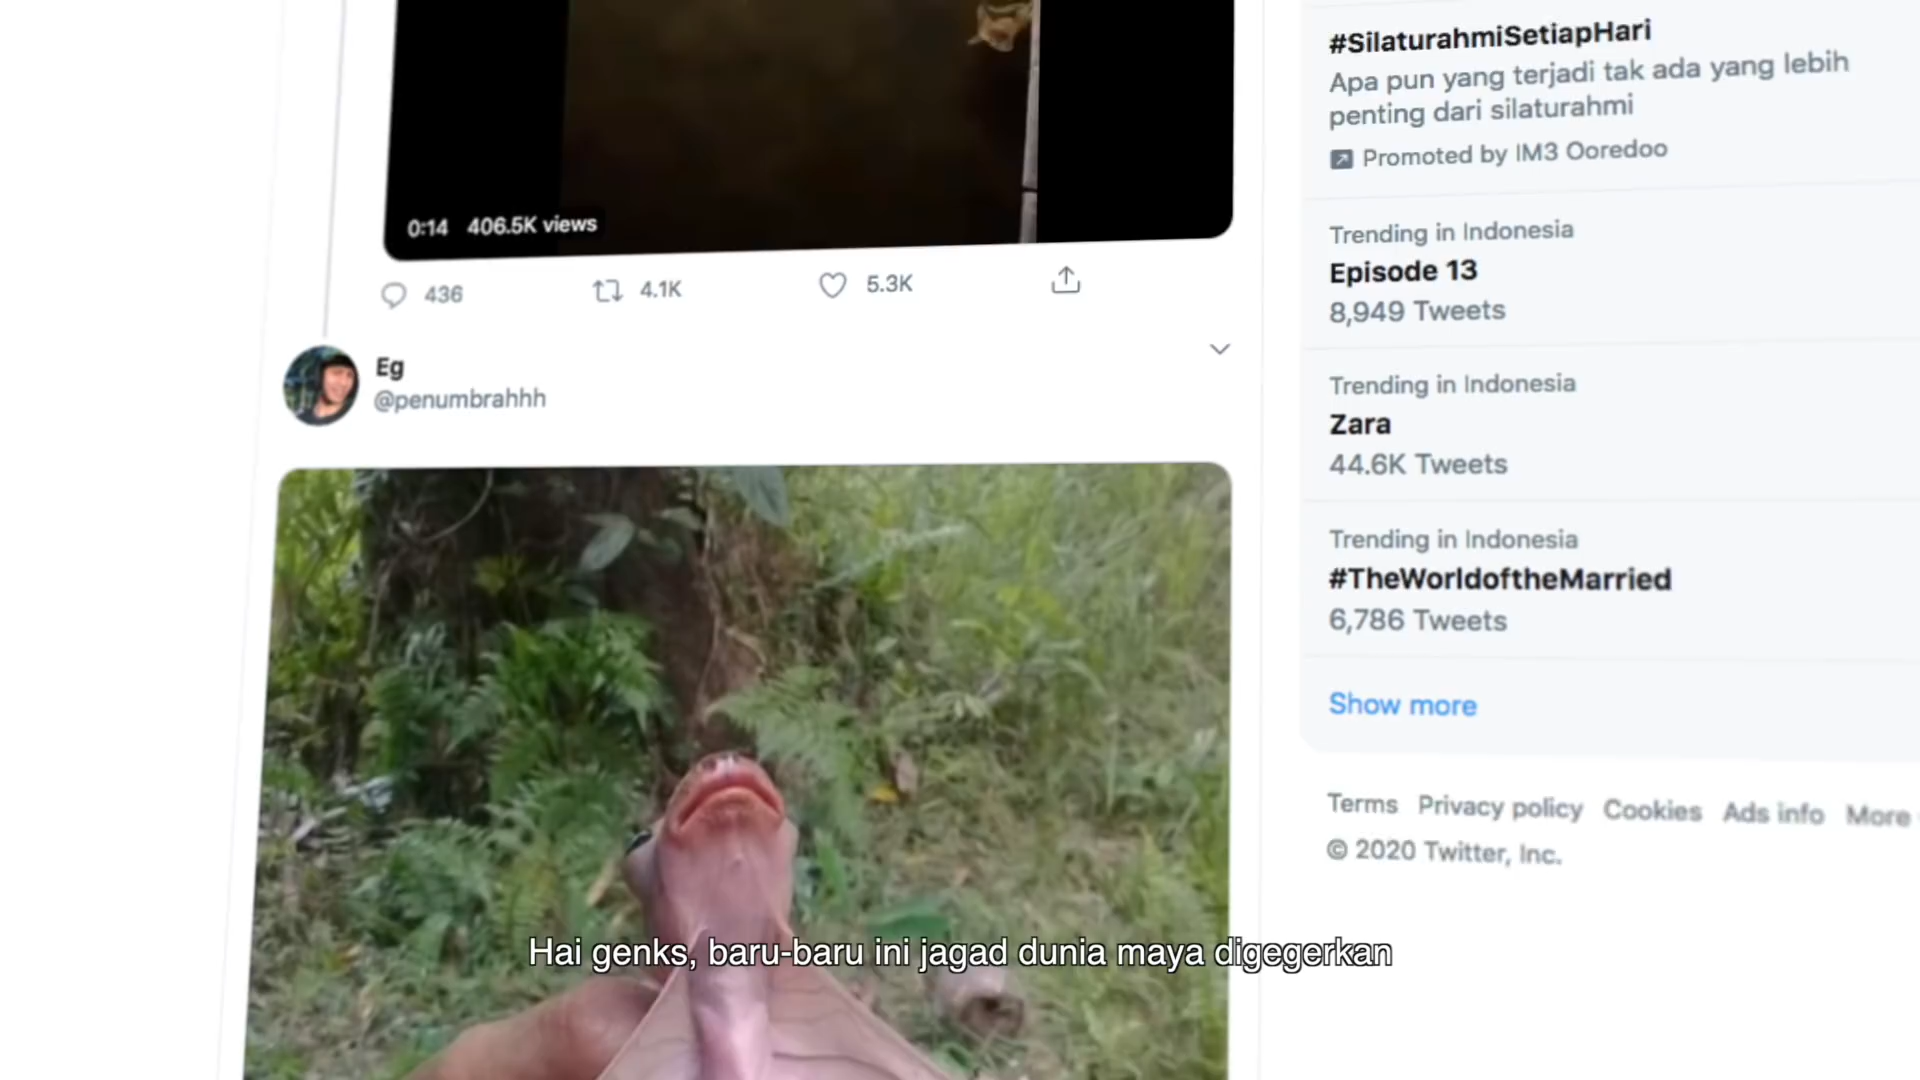 0:14 406.5K views
436 4.1K 5.3K
Eg
@penumbrahhh
#SilaturahmiSetiapHari
Apa pun yang terjadi tak ada yang lebih
penting dari silaturahmi
Promoted by IM3 Ooredoo
Trending in Indonesia
Episode 13
8,949 Tweets
Trending in Indonesia
Zara
44.6K Tweets
Trending in Indonesia
#TheWorldoftheMarried
6,786 Tweets
Show more
Terms Privacy policy Cookies Ads info More
© 2020 Twitter, Inc.
Hai genks, baru-baru ini jagad dunia maya digegerkan